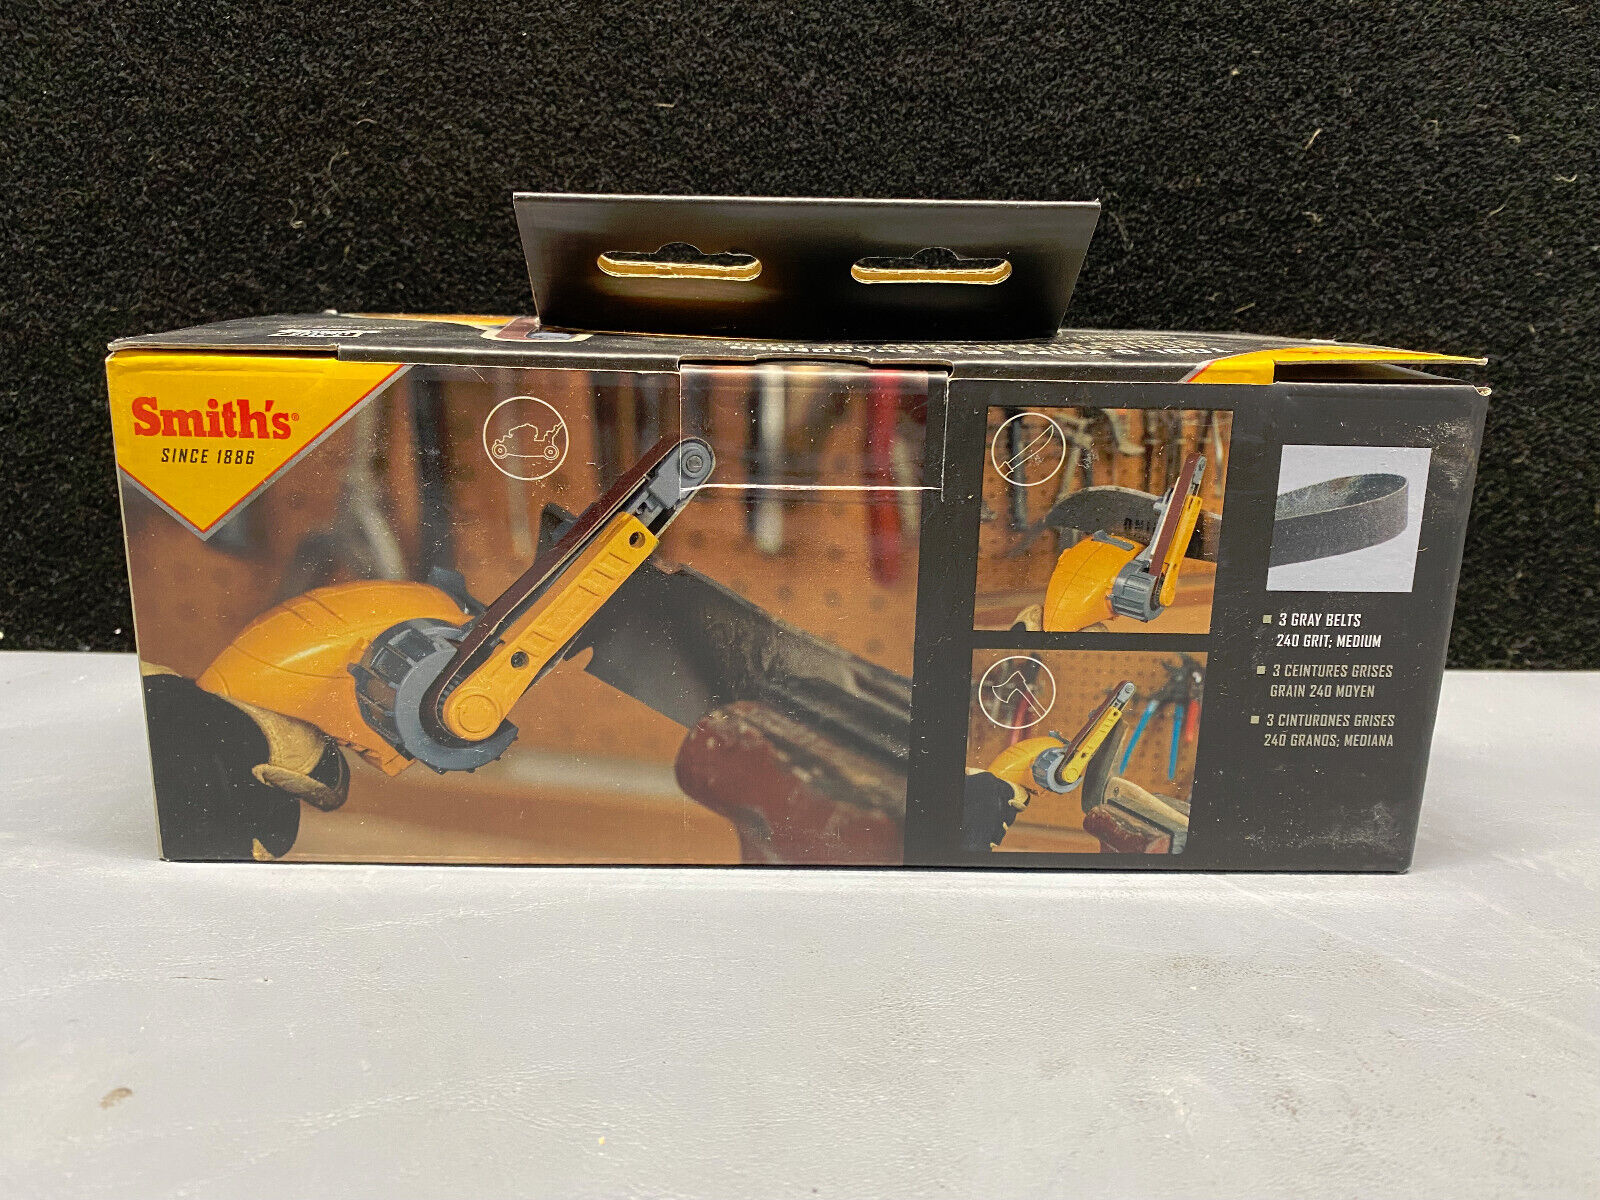 Smith's®
SINCE 1886
3 GRAY BELTS
240 GRIT; MEDIUM
3 CEINTURES GRISES
GRAIN 240 MOYEN
3 CINTURONES GRISES
240 GRANOS; MEDIANA